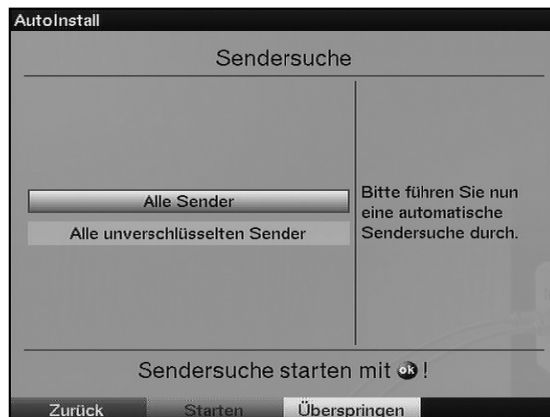 AutoInstall
Sendersuche
Alle Sender
Alle unverschlüsselten Sender
Bitte führen Sie nun
eine automatische
Sendersuche durch.
Sendersuche starten mit ok !
Zurück Starten Überspringen